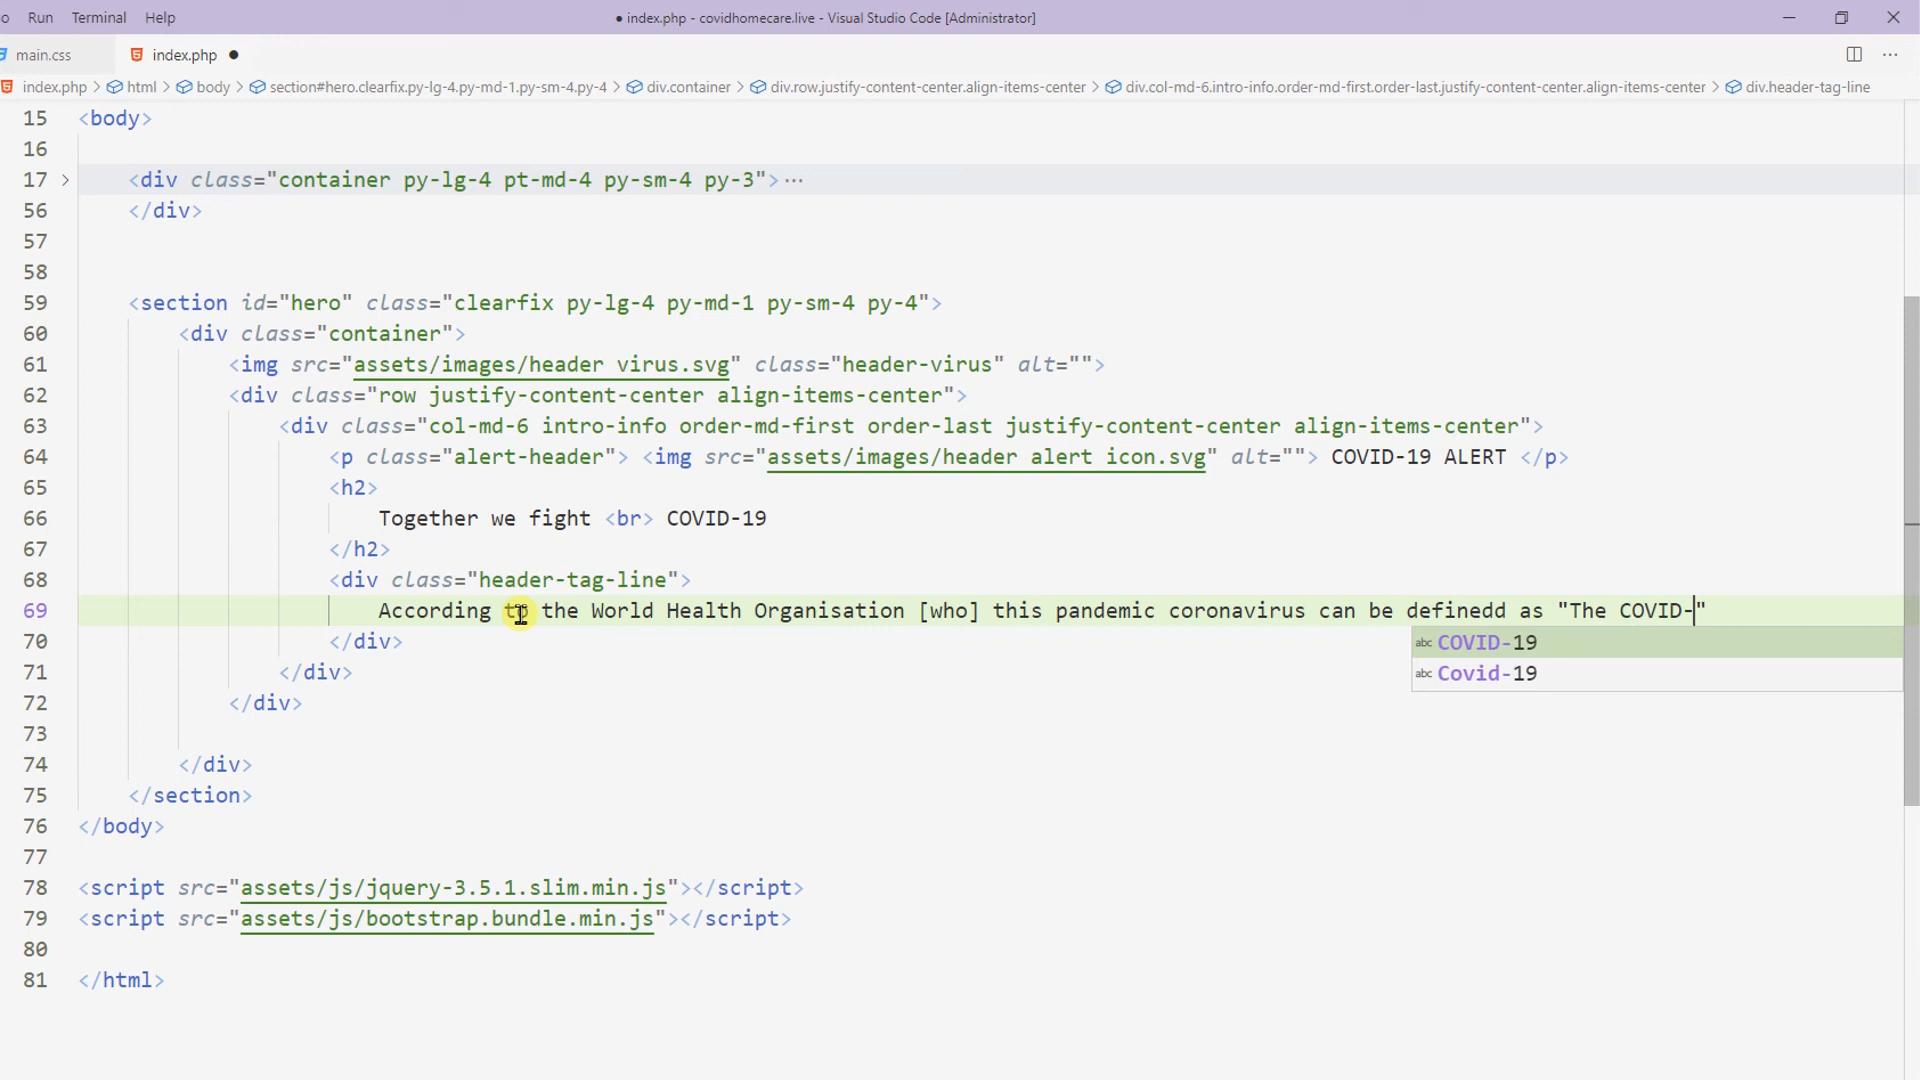 Run Terminal Help ● index.php - covidhomecare.live - Visual Studio Code [Administrator]
main.css index.php ●
index.php > html > body > section#hero.clearfix.py-lg-4.py-md-1.py-sm-4.py-4 > div.container > div.row.justify-content-center.align-items-center > div.col-md-6.intro-info.order-md-first.order-last.justify-content-center.align-items-center > div.header-tag-line
15 <body>
16
17 <div class="container py-lg-4 pt-md-4 py-sm-4 py-3">···
56 </div>
57
58
59 <section id="hero" class="clearfix py-lg-4 py-md-1 py-sm-4 py-4">
60 <div class="container">
61 <img src="assets/images/header virus.svg" class="header-virus" alt="">
62 <div class="row justify-content-center align-items-center">
63 <div class="col-md-6 intro-info order-md-first order-last justify-content-center align-items-center">
64 <p class="alert-header"> <img src="assets/images/header alert icon.svg" alt=""> COVID-19 ALERT </p>
65 <h2>
66 Together we fight <br> COVID-19
67 </h2>
68 <div class="header-tag-line">
69 According to the World Health Organisation [who] this pandemic coronavirus can be definedd as "The COVID-"
70 </div>
abc COVID-19
71 </div>
abc Covid-19
72 </div>
73
74 </div>
75 </section>
76 </body>
77
78 <script src="assets/js/jquery-3.5.1.slim.min.js"></script>
79 <script src="assets/js/bootstrap.bundle.min.js"></script>
80
81 </html>